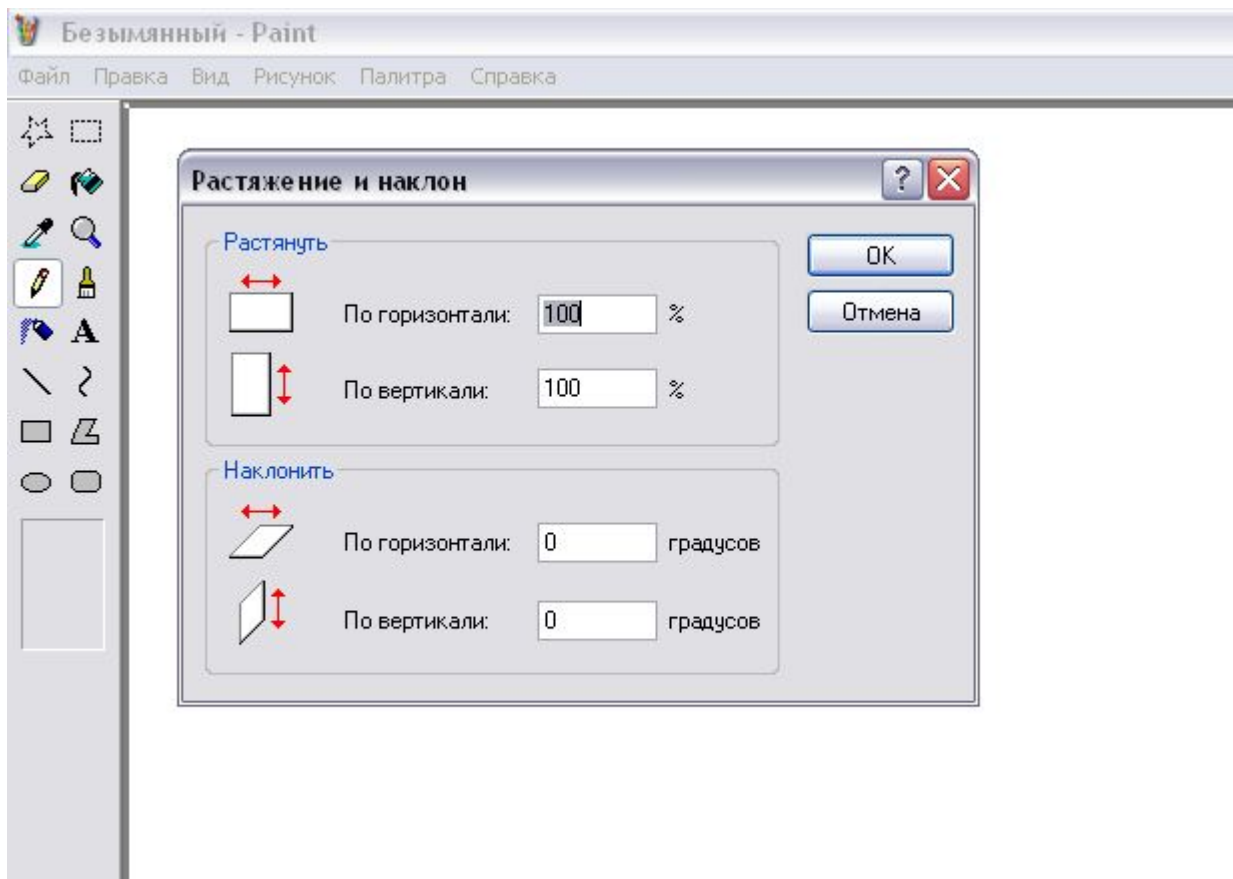 Безымянный - Paint
Файл Правка Вид Рисунок Палитра Справка
Растяжение и наклон
Растянуть
По горизонтали: 100 %
По вертикали: 100 %
OK
Отмена
Наклонить
По горизонтали: 0 градусов
По вертикали: 0 градусов
A
?